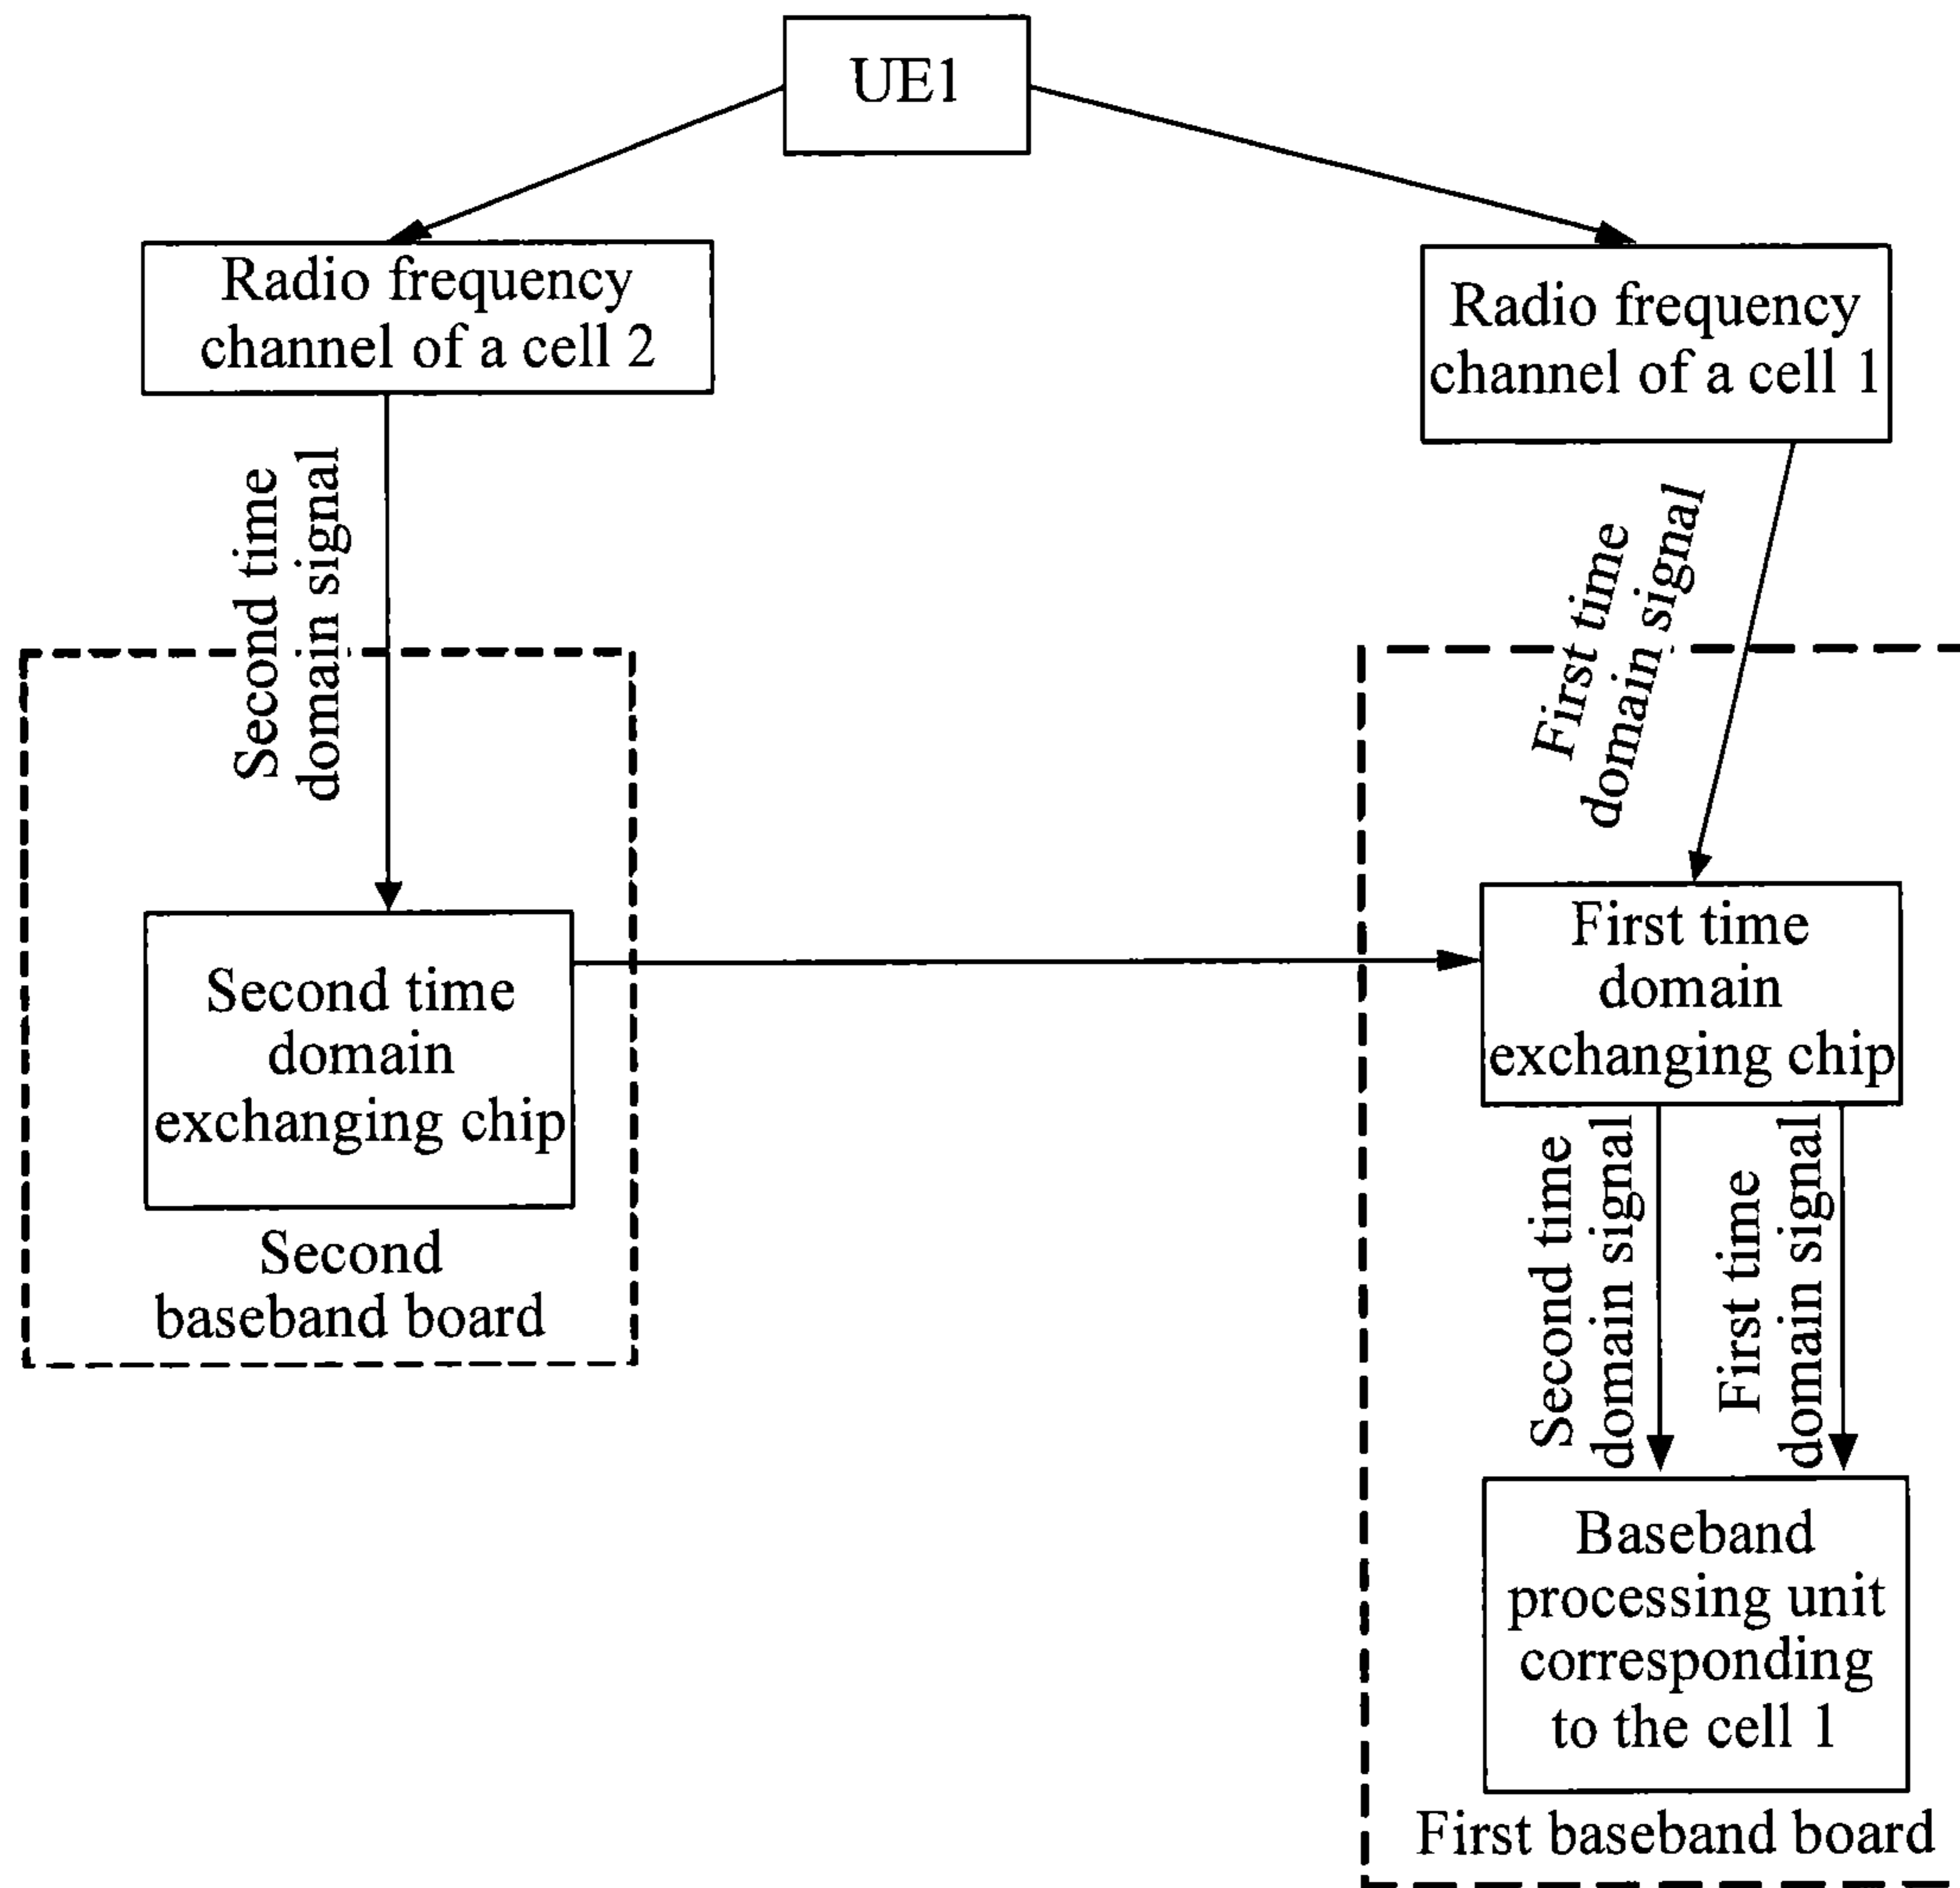 UE1
Radio frequency
channel of a cell 2
Radio frequency
channel of a cell 1
Second time
domain signal
First time
domain signal
Second time
domain
exchanging chip
First time
domain
exchanging chip
Second
baseband board
Second time
domain signal
First time
domain signal
Baseband
processing unit
corresponding
to the cell 1
First baseband board